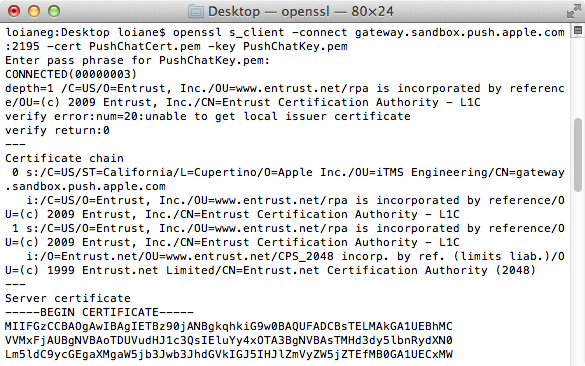 Desktop — openssl — 80×24
loianeg:Desktop loiane$ openssl s_client -connect gateway.sandbox.push.apple.com
:2195 -cert PushChatCert.pem -key PushChatKey.pem
Enter pass phrase for PushChatKey.pem:
CONNECTED(00000003)
depth=1 /C=US/O=Entrust, Inc./OU=www.entrust.net/rpa is incorporated by referenc
e/OU=(c) 2009 Entrust, Inc./CN=Entrust Certification Authority - L1C
verify error:num=20:unable to get local issuer certificate
verify return:0
---
Certificate chain
 0 s:/C=US/ST=California/L=Cupertino/O=Apple Inc./OU=iTMS Engineering/CN=gateway
.sandbox.push.apple.com
   i:/C=US/O=Entrust, Inc./OU=www.entrust.net/rpa is incorporated by reference/O
U=(c) 2009 Entrust, Inc./CN=Entrust Certification Authority - L1C
 1 s:/C=US/O=Entrust, Inc./OU=www.entrust.net/rpa is incorporated by reference/O
U=(c) 2009 Entrust, Inc./CN=Entrust Certification Authority - L1C
   i:/O=Entrust.net/OU=www.entrust.net/CPS_2048 incorp. by ref. (limits liab.)/O
U=(c) 1999 Entrust.net Limited/CN=Entrust.net Certification Authority (2048)
---
Server certificate
-----BEGIN CERTIFICATE-----
MIIFGzCCBAOgAwIBAgIETBz90jANBgkqhkiG9w0BAQUFADCBsTELMAkGA1UEBhMC
VVMxFjAUBgNVBAoTDUVudHJ1c3QsIEluYy4xOTA3BgNVBAsTMHd3dy5lbnRydXN0
Lm5ldC9ycGEgaXMgaW5jb3Jwb3JhdGVkIGJ5IHJlZmVyZW5jZTEfMB0GA1UECxMW